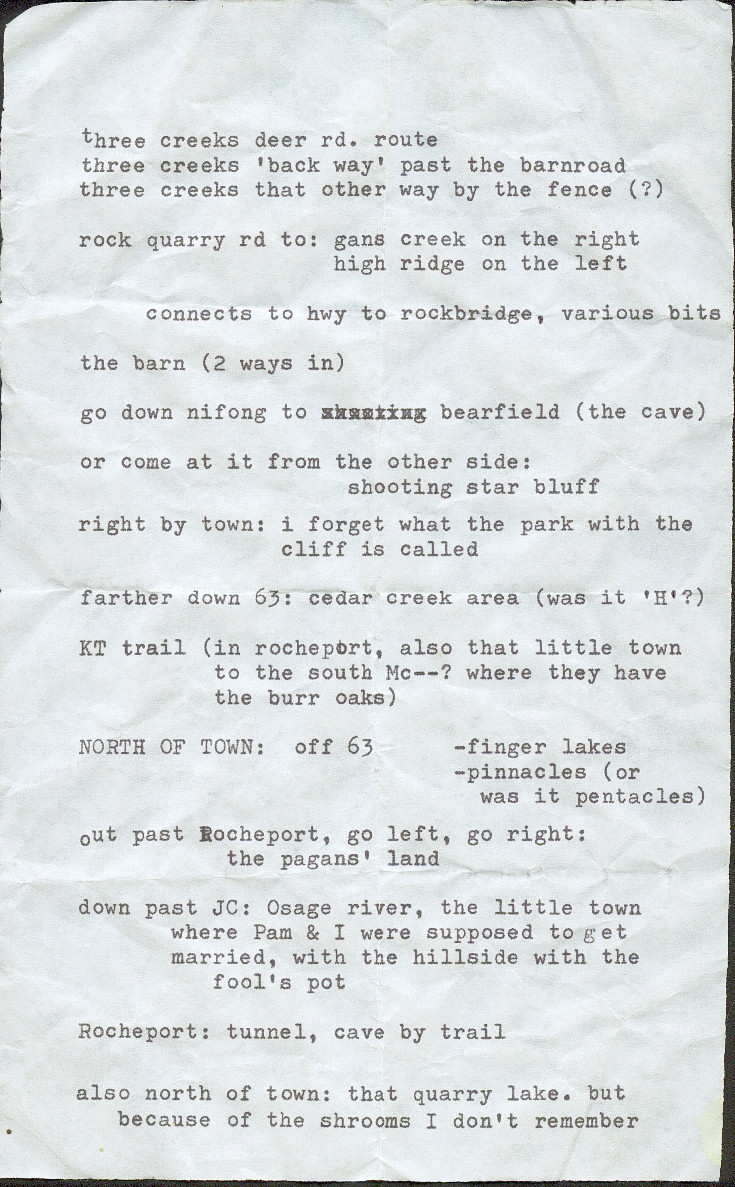 three creeks deer rd. route
three creeks 'back way' past the barnroad
three creeks that other way by the fence (?)
rock quarry rd to: gans creek on the right
high ridge on the left
connects to hwy to rockbridge, various bits
the barn (2 ways in)
go down nifong to bearfield (the cave)
or come at it from the other side:
shooting star bluff
right by town: i forget what the park with the
cliff is called
farther down 63: cedar creek area (was it 'H'?)
KT trail (in rocheport, also that little town
to the south Mc--? where they have
the burr oaks)
NORTH OF TOWN: off 63 -finger lakes
-pinnacles (or
was it pentacles)
out past Rocheport, go left, go right:
the pagans' land
down past JC: Osage river, the little town
where Pam & I were supposed to get
married, with the hillside with the
fool's pot
Rocheport: tunnel, cave by trail
also north of town: that quarry lake. but
because of the shrooms I don't remember